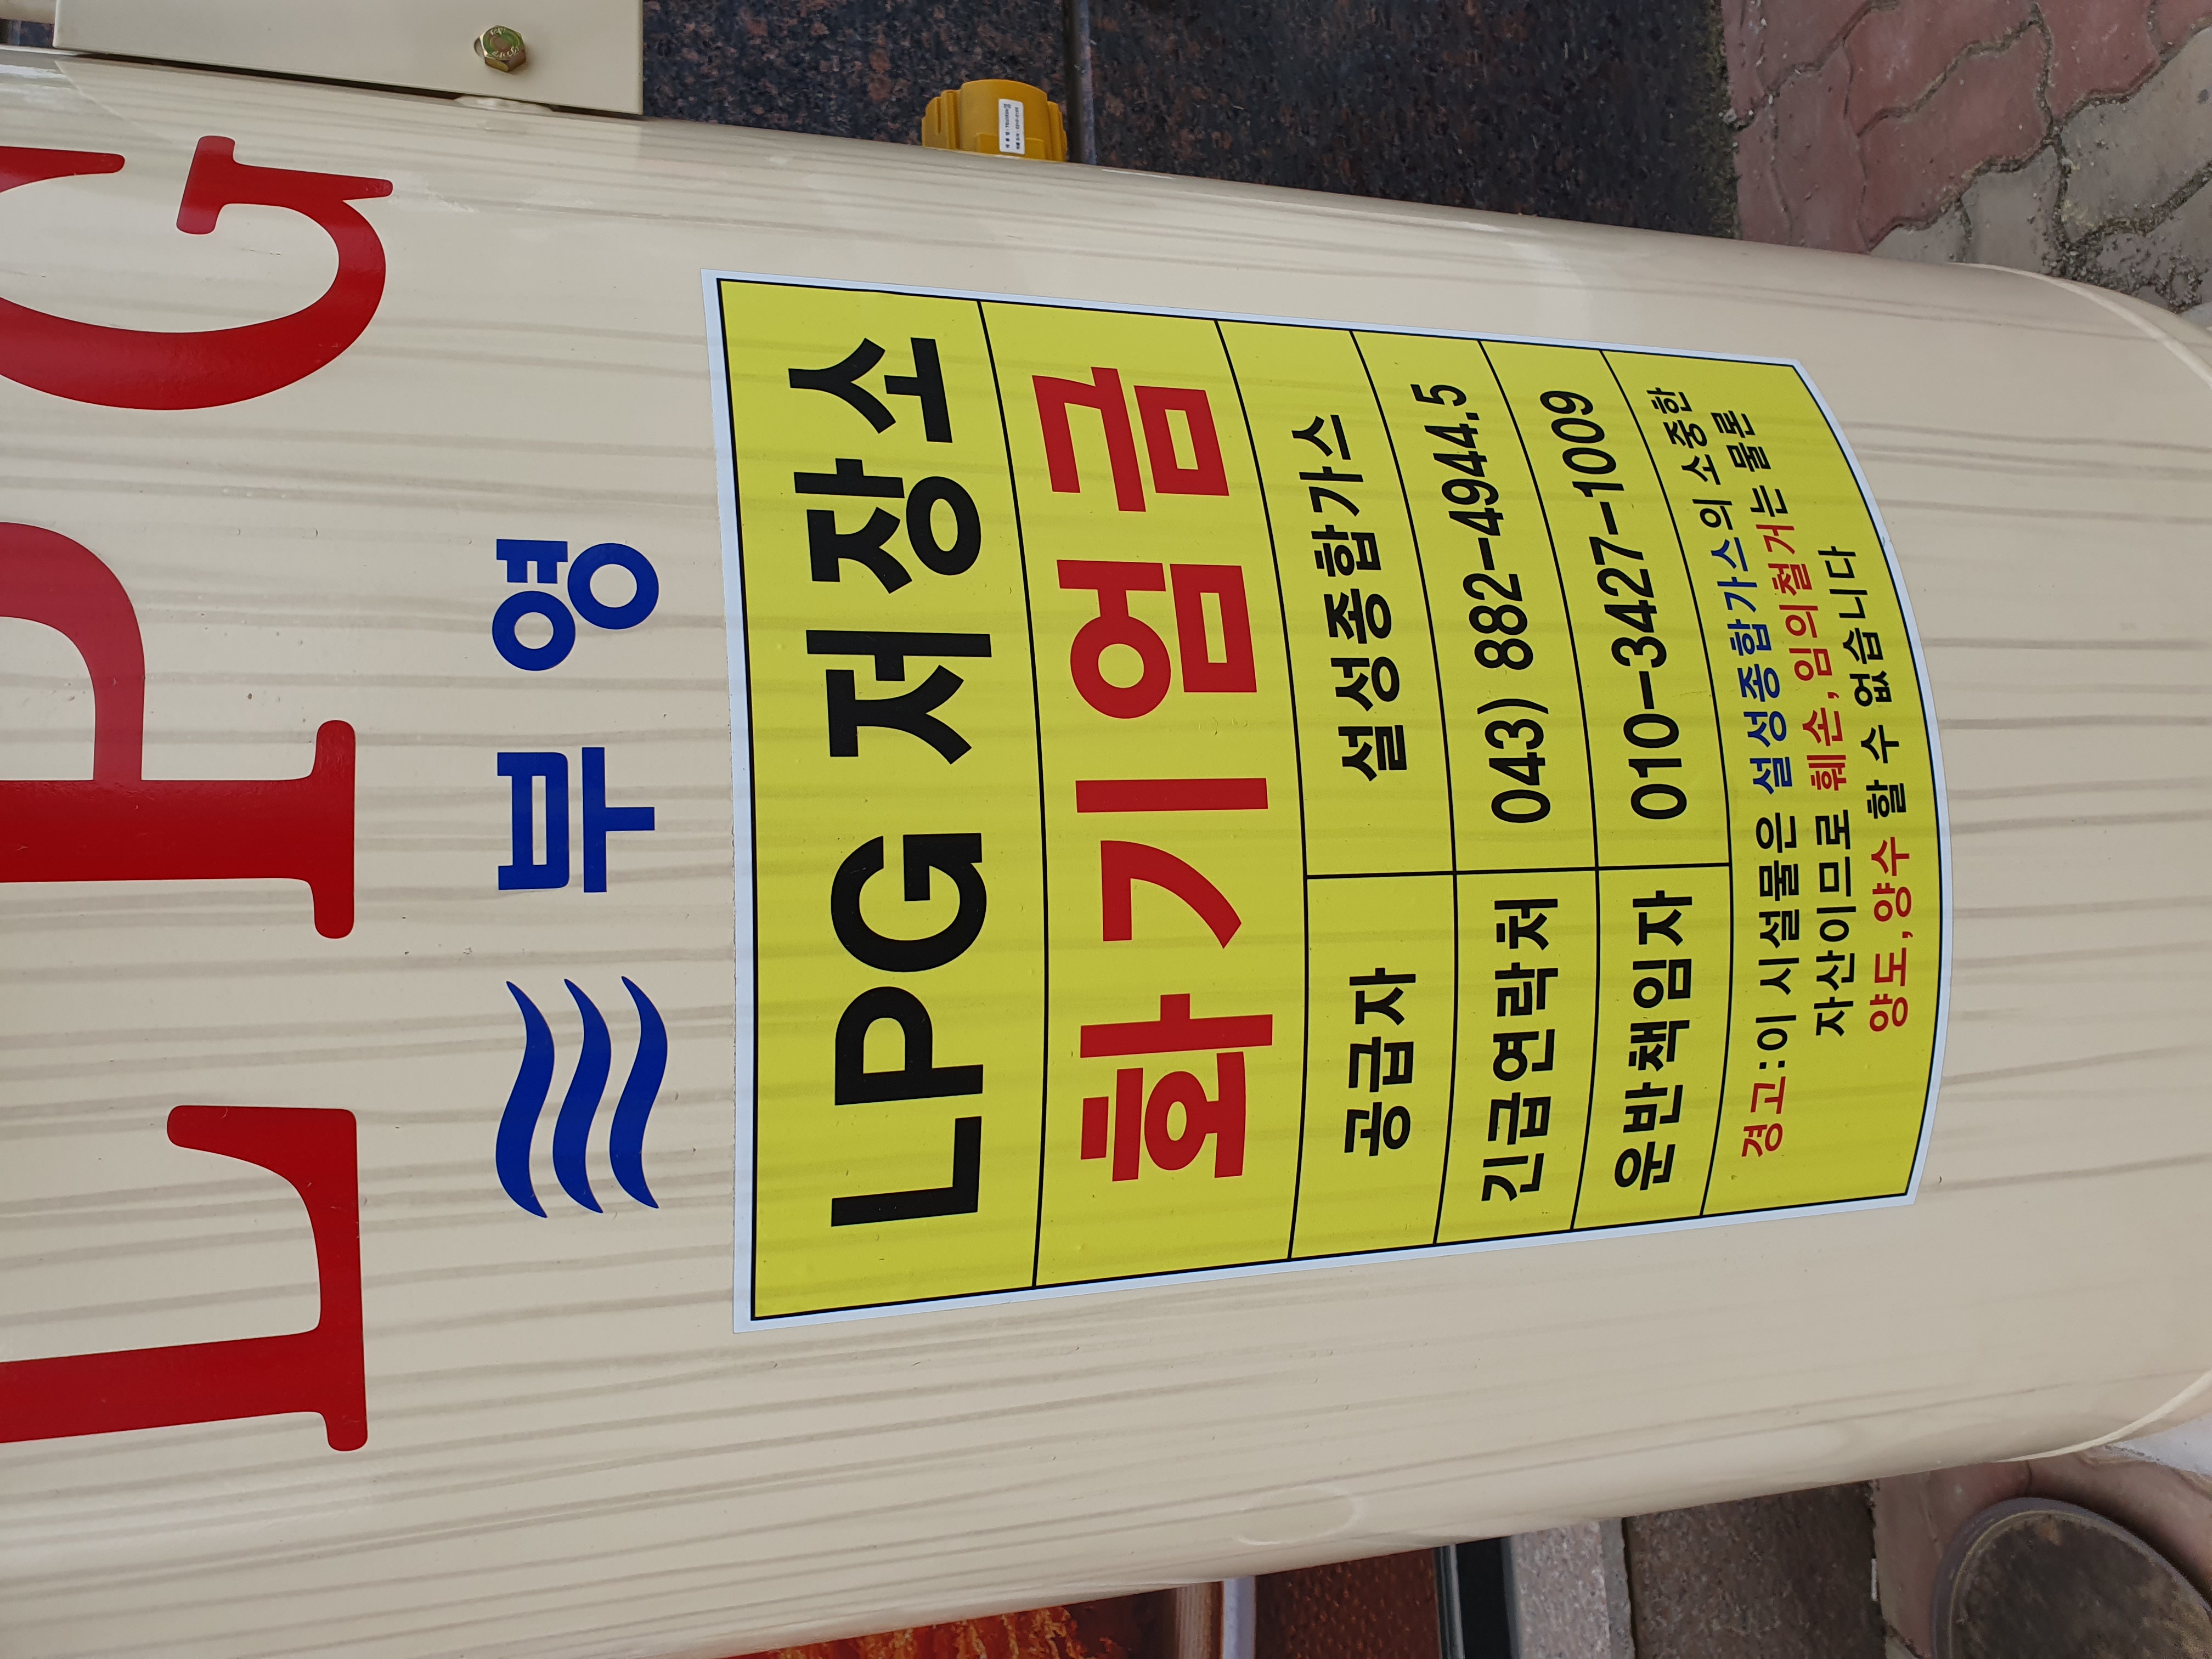 LPG
부영
LPG 저장소
화기엄금
공급자 설성종합가스
긴급연락처 043) 882-4944.5
운반책임자 010-3427-1009
경고:이 시설물은 설성종합가스의 소중한
자산이므로 훼손,임의철거는 물론
양도,양수 할 수 없습니다